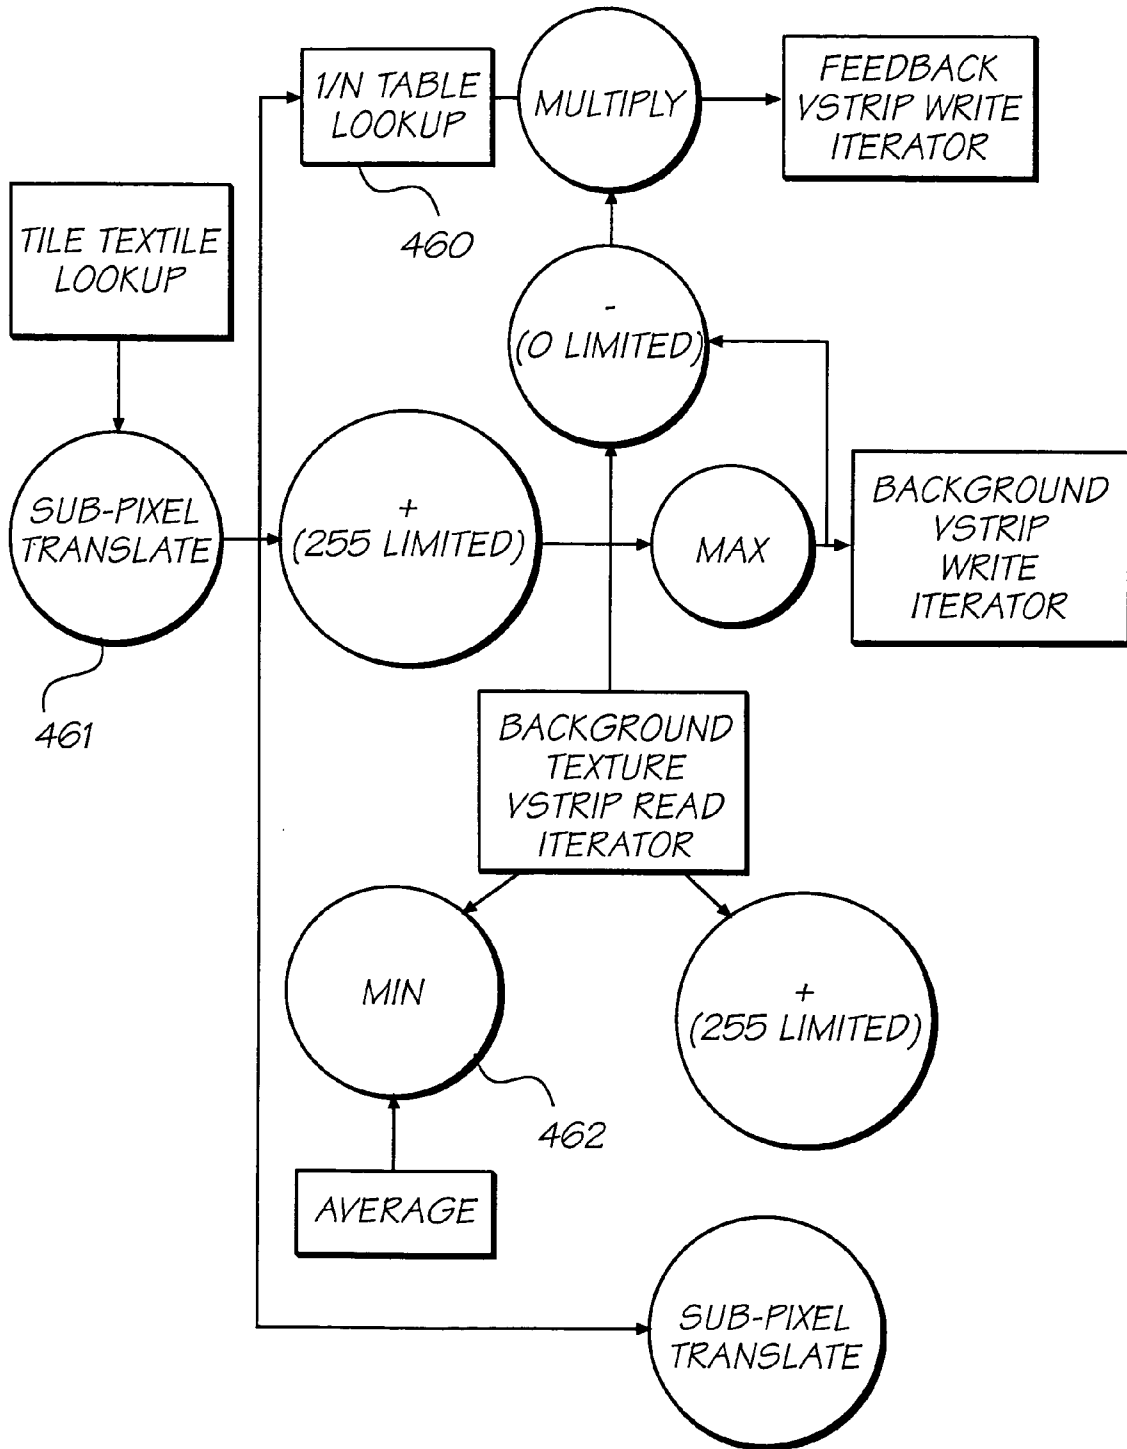 1/N TABLE
LOOKUP
MULTIPLY
FEEDBACK
VSTRIP WRITE
ITERATOR
460
TILE TEXTILE
LOOKUP
-
(0 LIMITED)
SUB-PIXEL
TRANSLATE
+
(255 LIMITED)
MAX
BACKGROUND
VSTRIP
WRITE
ITERATOR
461
BACKGROUND
TEXTURE
VSTRIP READ
ITERATOR
MIN
+
(255 LIMITED)
462
AVERAGE
SUB-PIXEL
TRANSLATE